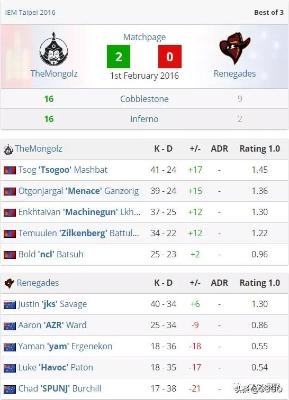 IEM Taipei 2016
Best of 3
Matchpage
TheMongolz
2
0
Renegades
1st February 2016
16 Cobblestone 9
16 Inferno 2
TheMongolz K - D +/- ADR Rating 1.0
Tsog 'Tsogoo' Mashbat 41 - 24 +17 - 1.45
Otgonjargal 'Menace' Ganzorig 39 - 24 +15 - 1.36
Enkhtaivan 'Machinegun' Lkh... 37 - 25 +12 - 1.30
Temuulen 'Zilkenberg' Battul... 34 - 22 +12 - 1.22
Bold 'ncl' Batsuh 25 - 23 +2 - 0.96
Renegades K - D +/- ADR Rating 1.0
Justin 'jks' Savage 40 - 34 +6 - 1.30
Aaron 'AZR' Ward 25 - 34 -9 - 0.86
Yaman 'yam' Ergenekon 18 - 36 -18 - 0.55
Luke 'Havoc' Paton 18 - 35 -17 - 0.54
Chad 'SPUNJ' Burchill 17 - 38 -21